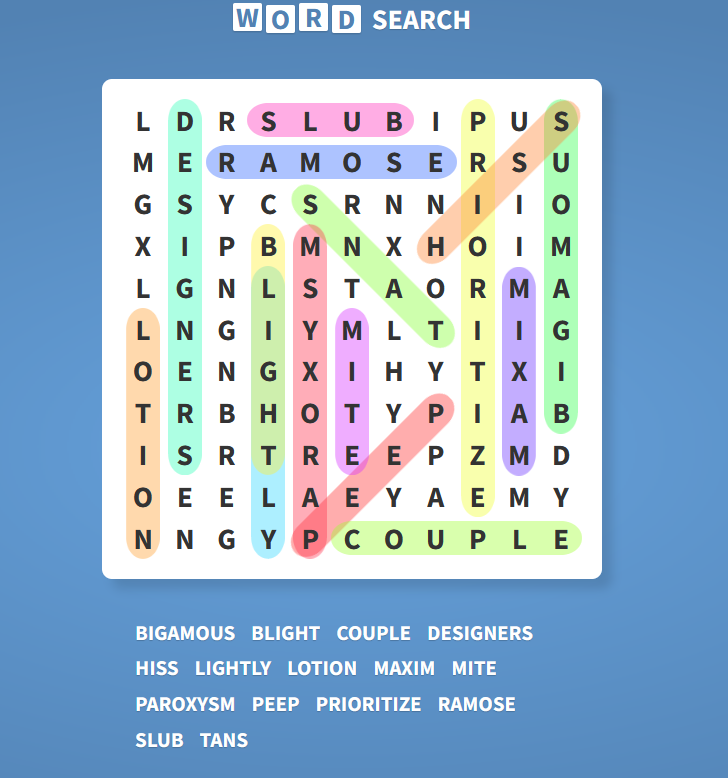 WORD SEARCH
L D R S L U B I P U S
M E R A M O S E R S U
G S Y C S R N N I I O
X I P B M N X H O I M
L G N L S T A O R M A
L N G I Y M L T I I G
O E N G X I H Y T X I
T R B H O T Y P I A B
I S R T R E E P Z M D
O E E L A E Y A E M Y
N N G Y P C O U P L E
BIGAMOUS BLIGHT COUPLE DESIGNERS
HISS LIGHTLY LOTION MAXIM MITE
PAROXYSM PEEP PRIORITIZE RAMOSE
SLUB TANS